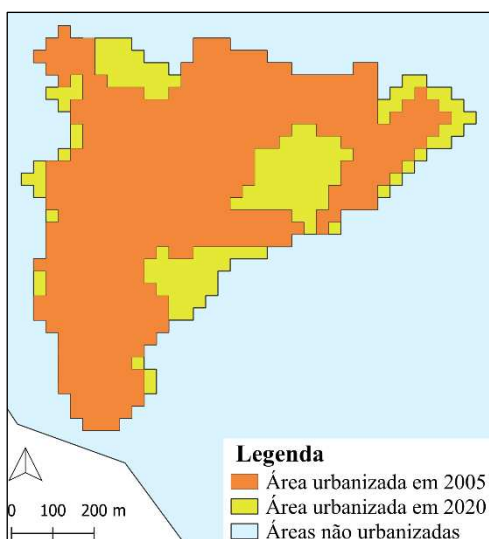 Legenda
Área urbanizada em 2005
Área urbanizada em 2020
Áreas não urbanizadas
0 100 200 m